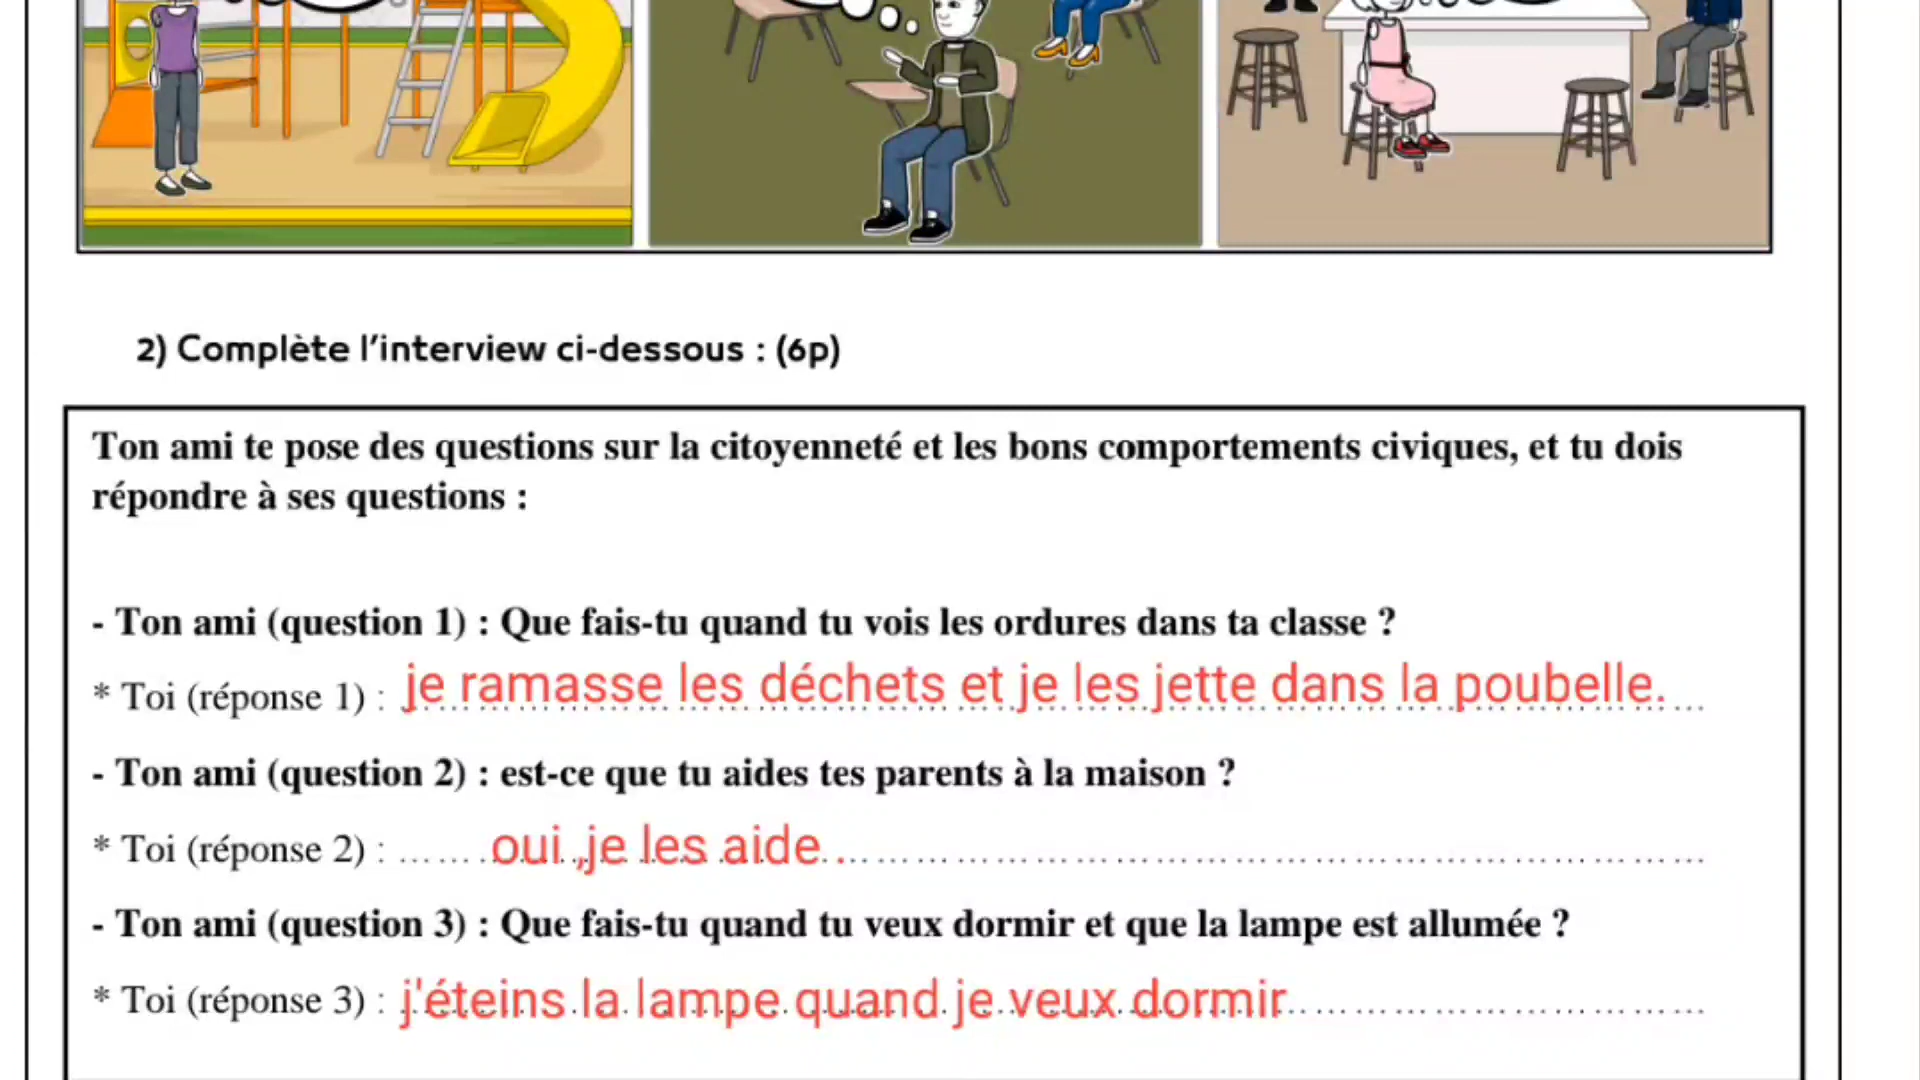 2) Complète l'interview ci-dessous : (6p)
Ton ami te pose des questions sur la citoyenneté et les bons comportements civiques, et tu dois
répondre à ses questions :
- Ton ami (question 1) : Que fais-tu quand tu vois les ordures dans ta classe ?
* Toi (réponse 1) : je ramasse les déchets et je les jette dans la poubelle.
- Ton ami (question 2) : est-ce que tu aides tes parents à la maison ?
* Toi (réponse 2) : ...... oui ,je les aide .
- Ton ami (question 3) : Que fais-tu quand tu veux dormir et que la lampe est allumée ?
* Toi (réponse 3) : j'éteins la lampe quand je veux dormir